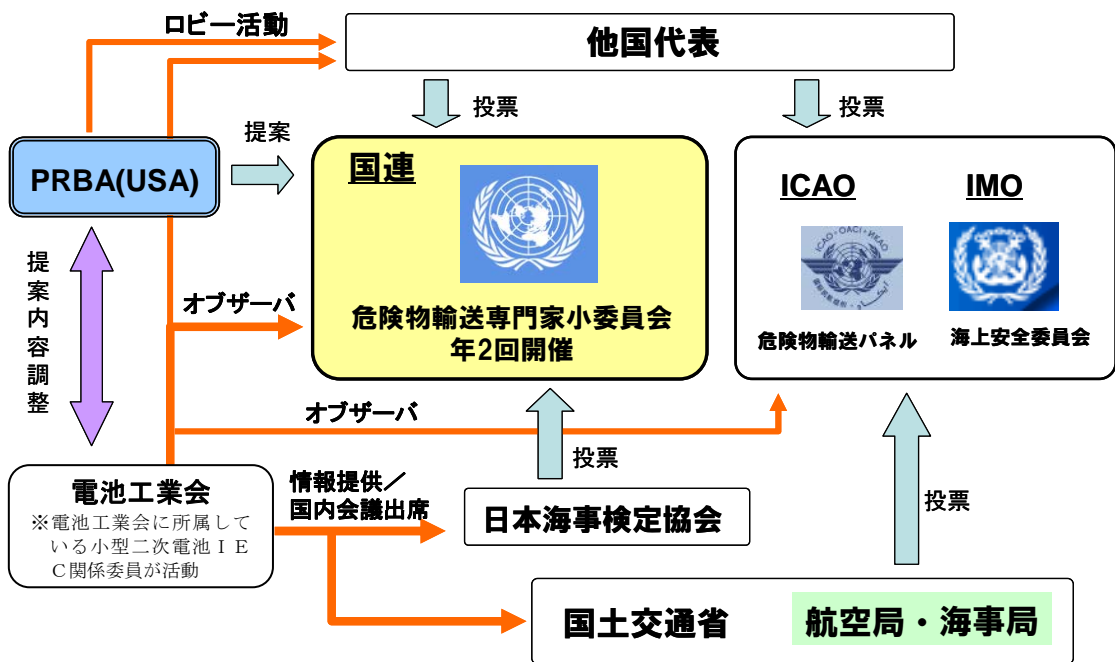 ロビー活動
他国代表
投票
投票
提案
PRBA(USA)
国連
危険物輸送専門家小委員会
年2回開催
ICAO
IMO
ICAO・OACI・ИКАО
危険物輸送パネル
海上安全委員会
提案内容調整
オブザーバ
オブザーバ
投票
投票
電池工業会
※電池工業会に所属して
いる小型二次電池ＩＥ
Ｃ関係委員が活動
情報提供／
国内会議出席
日本海事検定協会
国土交通省
航空局・海事局